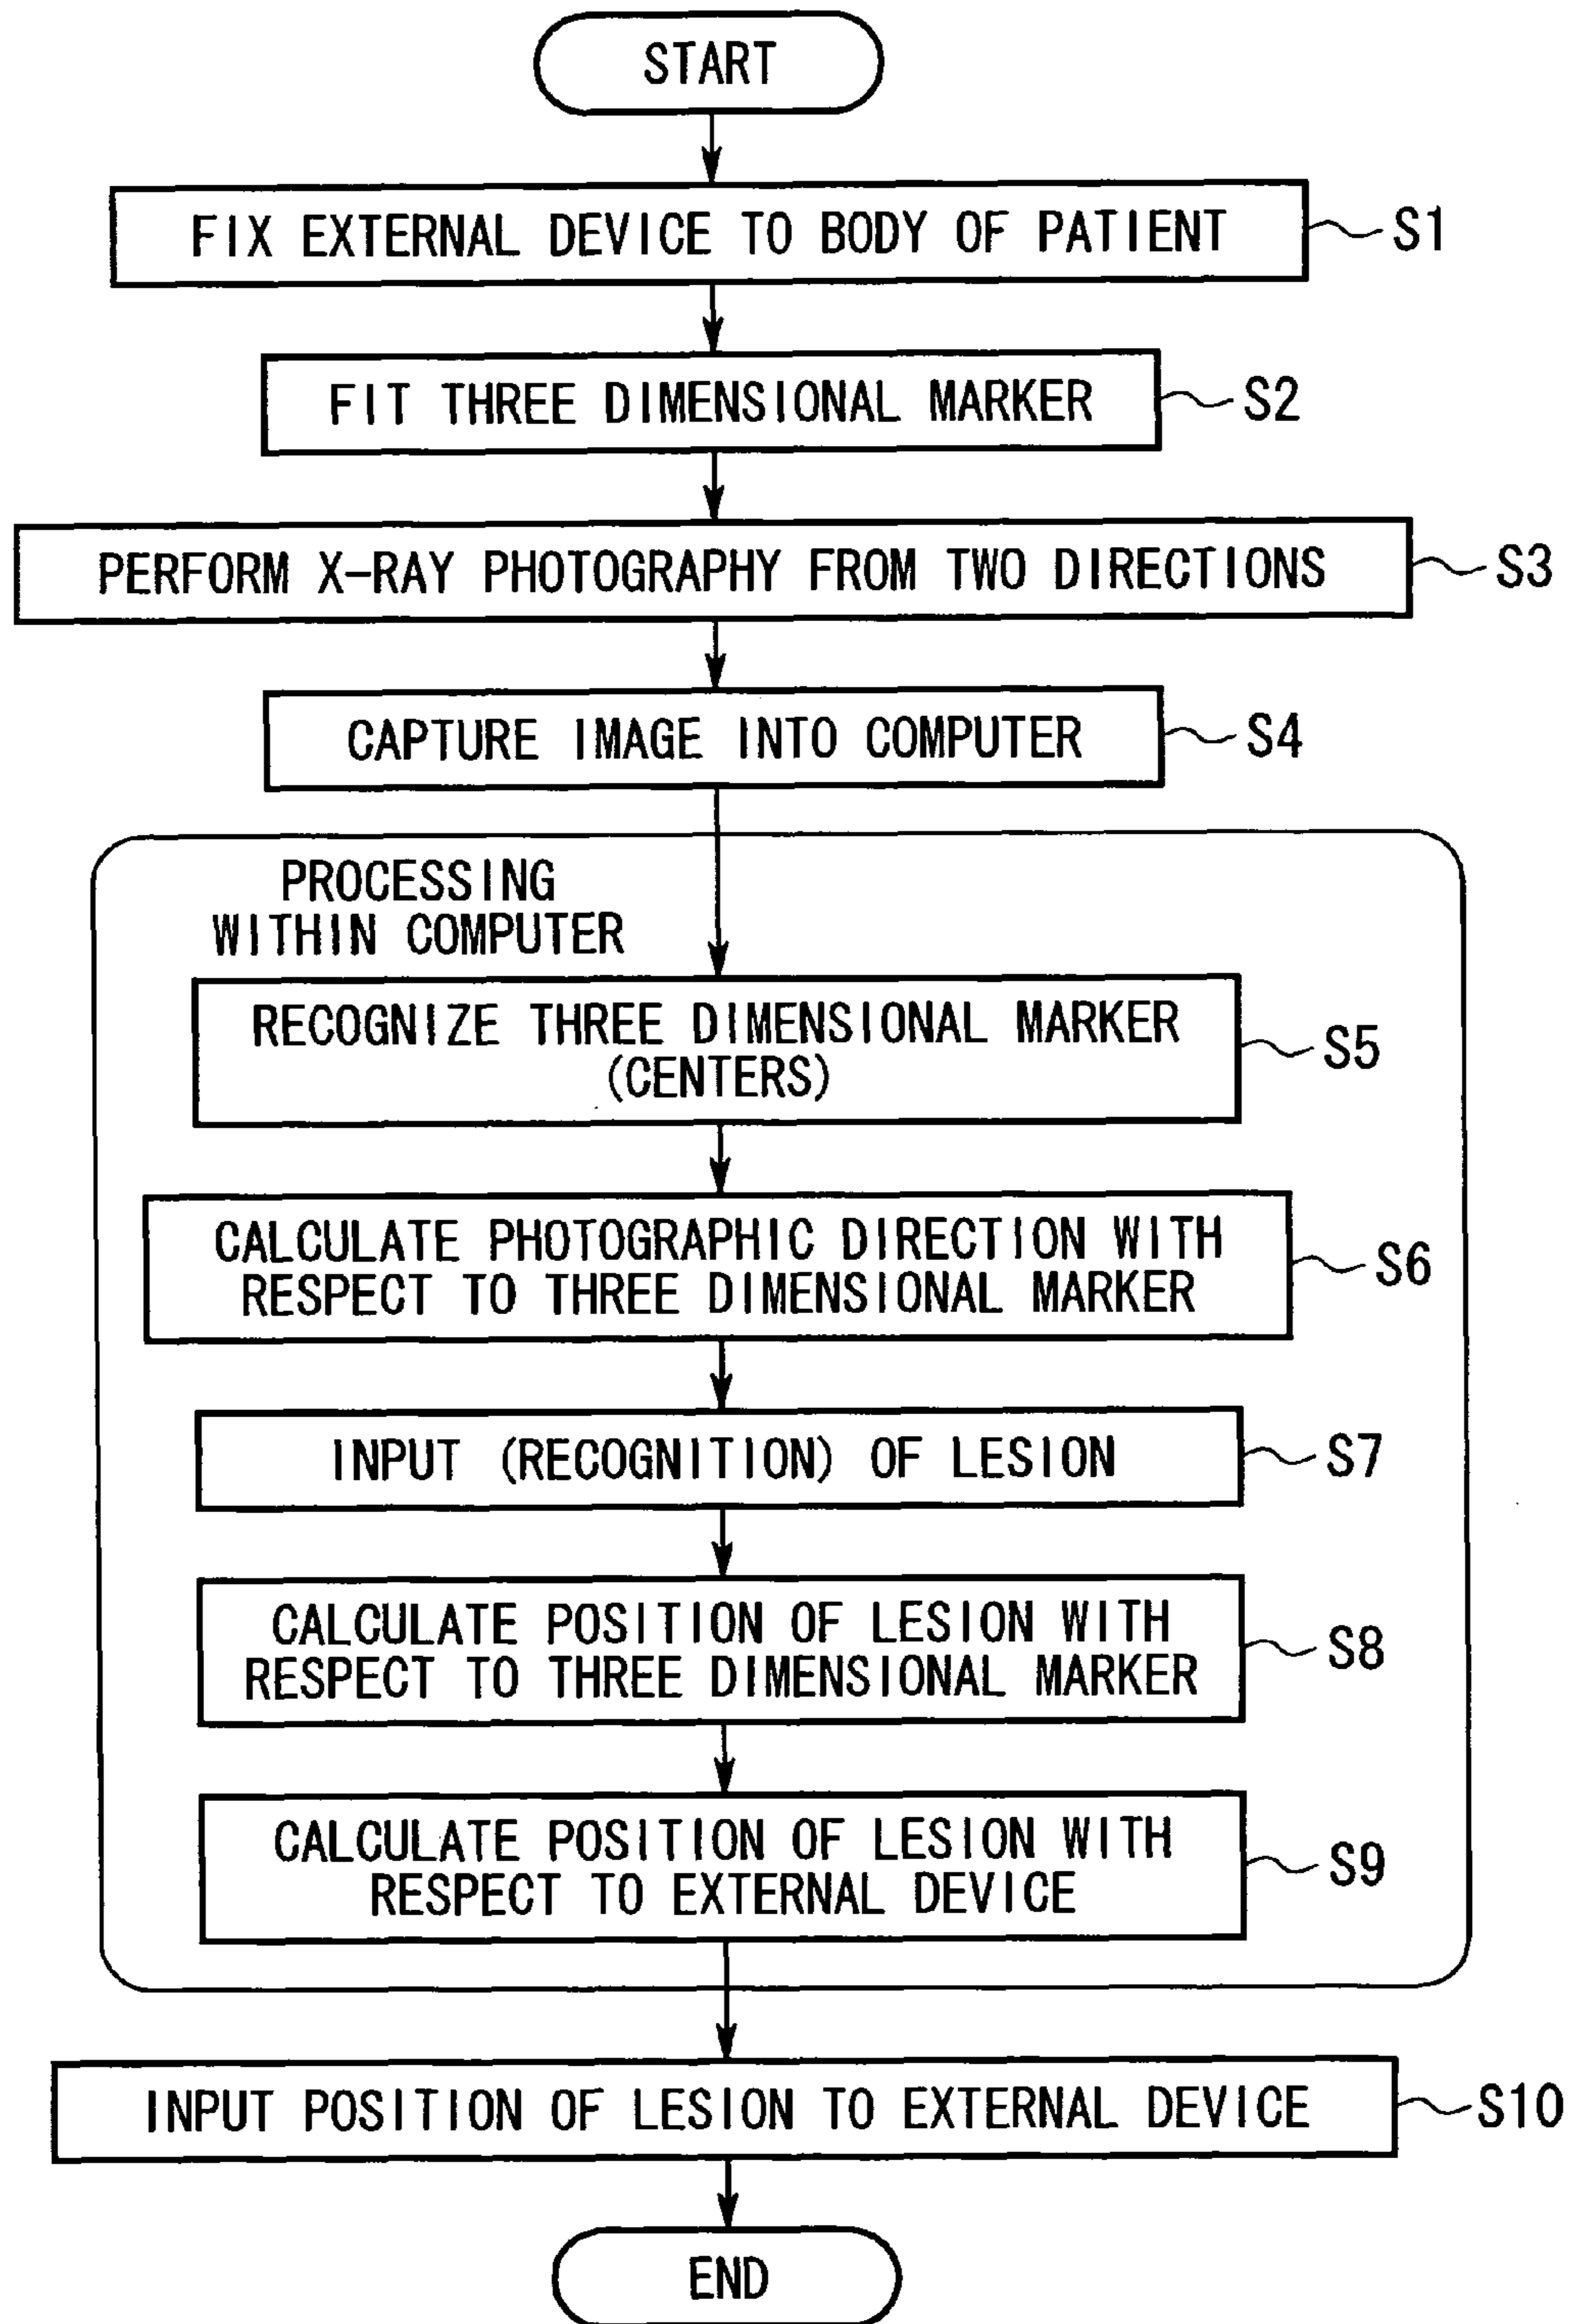 START
FIX EXTERNAL DEVICE TO BODY OF PATIENT
S1
FIT THREE DIMENSIONAL MARKER
S2
PERFORM X-RAY PHOTOGRAPHY FROM TWO DIRECTIONS
S3
CAPTURE IMAGE INTO COMPUTER
S4
PROCESSING
WITHIN COMPUTER
RECOGNIZE THREE DIMENSIONAL MARKER
(CENTERS)
S5
CALCULATE PHOTOGRAPHIC DIRECTION WITH
RESPECT TO THREE DIMENSIONAL MARKER
S6
INPUT (RECOGNITION) OF LESION
S7
CALCULATE POSITION OF LESION WITH
RESPECT TO THREE DIMENSIONAL MARKER
S8
CALCULATE POSITION OF LESION WITH
RESPECT TO EXTERNAL DEVICE
S9
INPUT POSITION OF LESION TO EXTERNAL DEVICE
S10
END